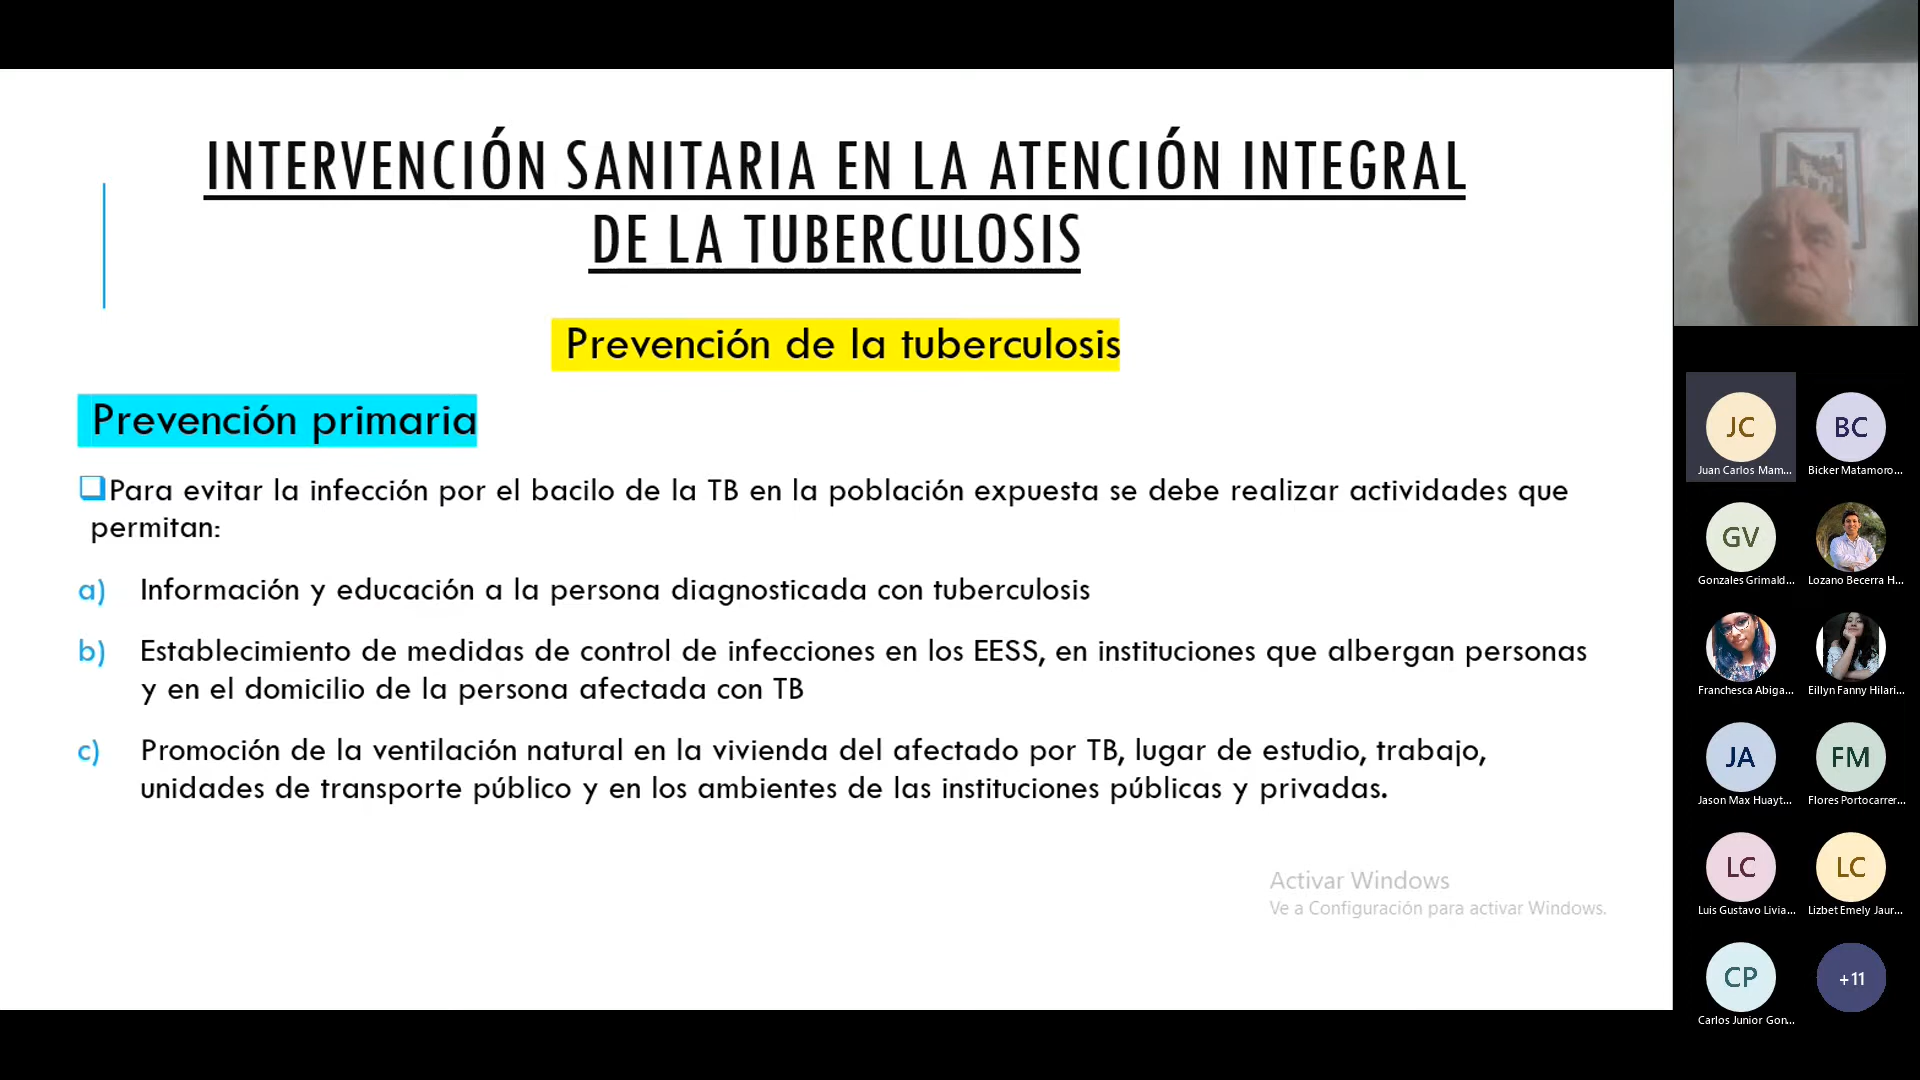 INTERVENCIÓN SANITARIA EN LA ATENCIÓN INTEGRAL
DE LA TUBERCULOSIS
Prevención de la tuberculosis
Prevención primaria
Para evitar la infección por el bacilo de la TB en la población expuesta se debe realizar actividades que
permitan:
a) Información y educación a la persona diagnosticada con tuberculosis
b) Establecimiento de medidas de control de infecciones en los EESS, en instituciones que albergan personas
y en el domicilio de la persona afectada con TB
c) Promoción de la ventilación natural en la vivienda del afectado por TB, lugar de estudio, trabajo,
unidades de transporte público y en los ambientes de las instituciones públicas y privadas.
Activar Windows
Ve a Configuración para activar Windows.
JC
BC
Juan Carlos Mam...
Bicker Matamoro...
GV
Gonzales Grimald...
Lozano Becerra H...
Franchesca Abiga...
Eillyn Fanny Hilari...
JA
FM
Jason Max Huayt...
Flores Portocarrer...
LC
LC
Luis Gustavo Livia...
Lizbet Emely Jaur...
CP
+11
Carlos Junior Gon...